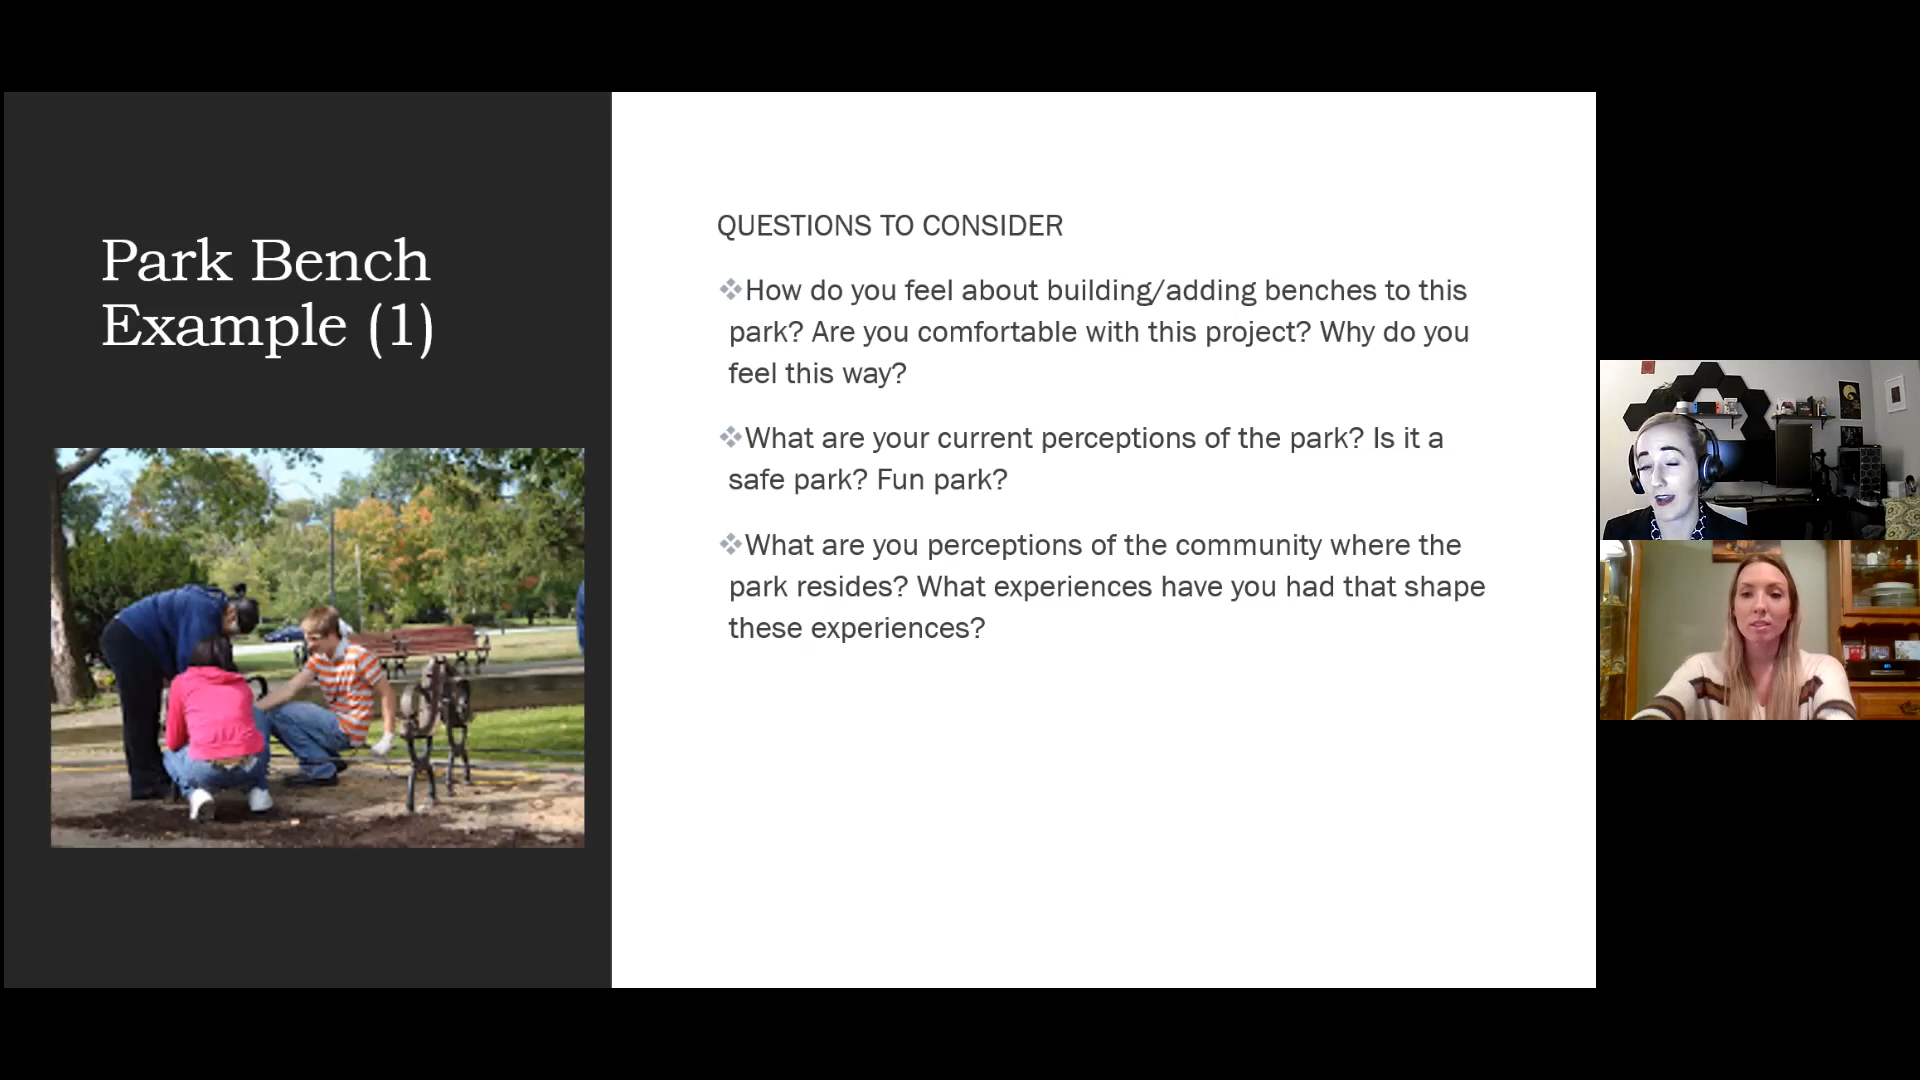 Park Bench
Example (1)
QUESTIONS TO CONSIDER
❖How do you feel about building/adding benches to this
park? Are you comfortable with this project? Why do you
feel this way?
❖What are your current perceptions of the park? Is it a
safe park? Fun park?
❖What are you perceptions of the community where the
park resides? What experiences have you had that shape
these experiences?